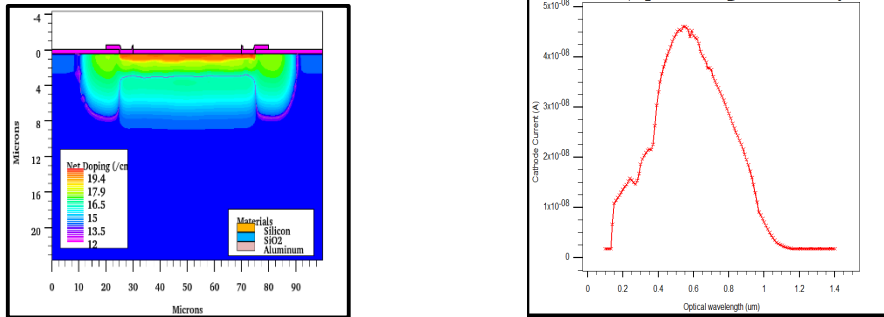 -4
0
4
8
12
16
20
Microns
Net Doping (/cm
19.4
17.9
16.5
15
13.5
12
Materials
Silicon
SiO2
Aluminum
0 10 20 30 40 50 60 70 80 90
Microns
5x10-08
4x10-08
3x10-08
2x10-08
1x10-08
0
Cathode Current (A)
0 0.2 0.4 0.6 0.8 1 1.2 1.4
Optical wavelength (um)